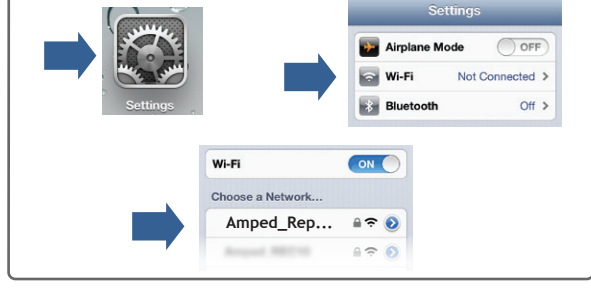 Settings
Settings
Airplane Mode OFF
Wi-Fi Not Connected
Bluetooth Off
Wi-Fi ON
Choose a Network...
Amped_Rep...